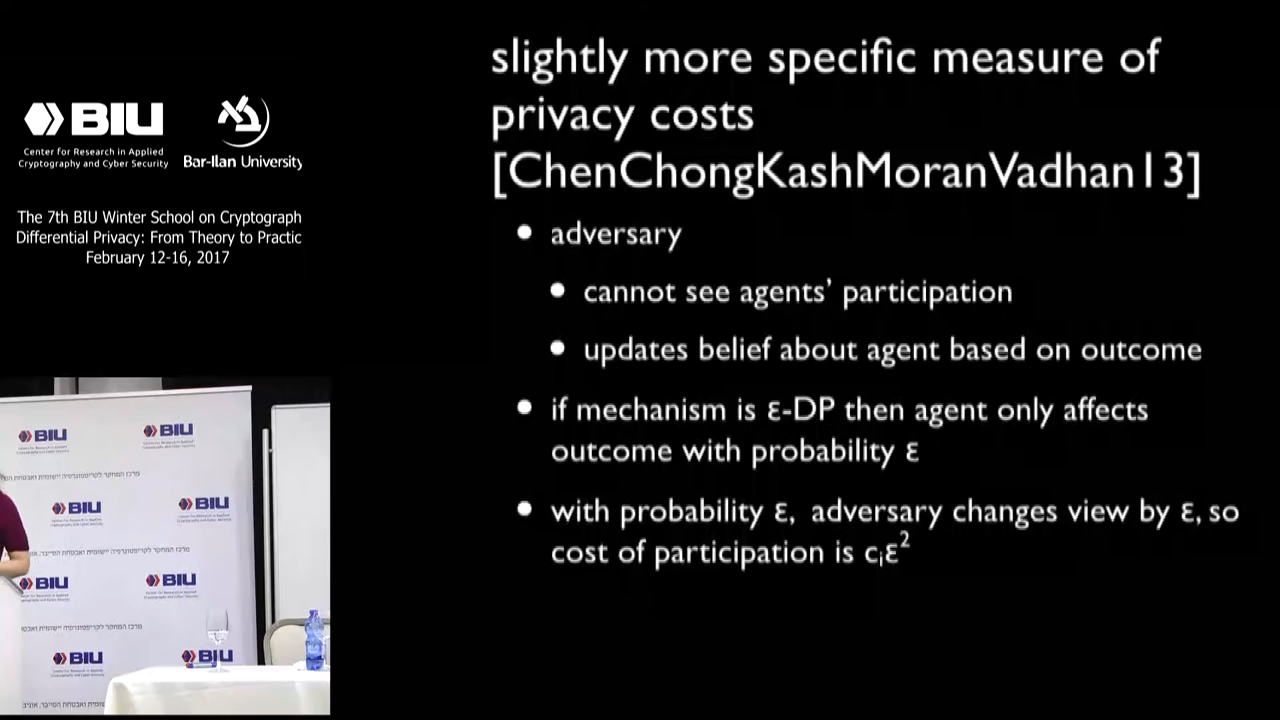 slightly more specific measure of
privacy costs
[ChenChongKashMoranVadhan13]
• adversary
• cannot see agents' participation
• updates belief about agent based on outcome
• if mechanism is ε-DP then agent only affects
outcome with probability ε
• with probability ε, adversary changes view by ε, so
cost of participation is cᵢε²
BIU
Center for Research in Applied
Cryptography and Cyber Security
Bar-Ilan University
The 7th BIU Winter School on Cryptograph
Differential Privacy: From Theory to Practic
February 12-16, 2017
BIU
BIU
BIU
BIU
BIU
BIU
BIU
BIU